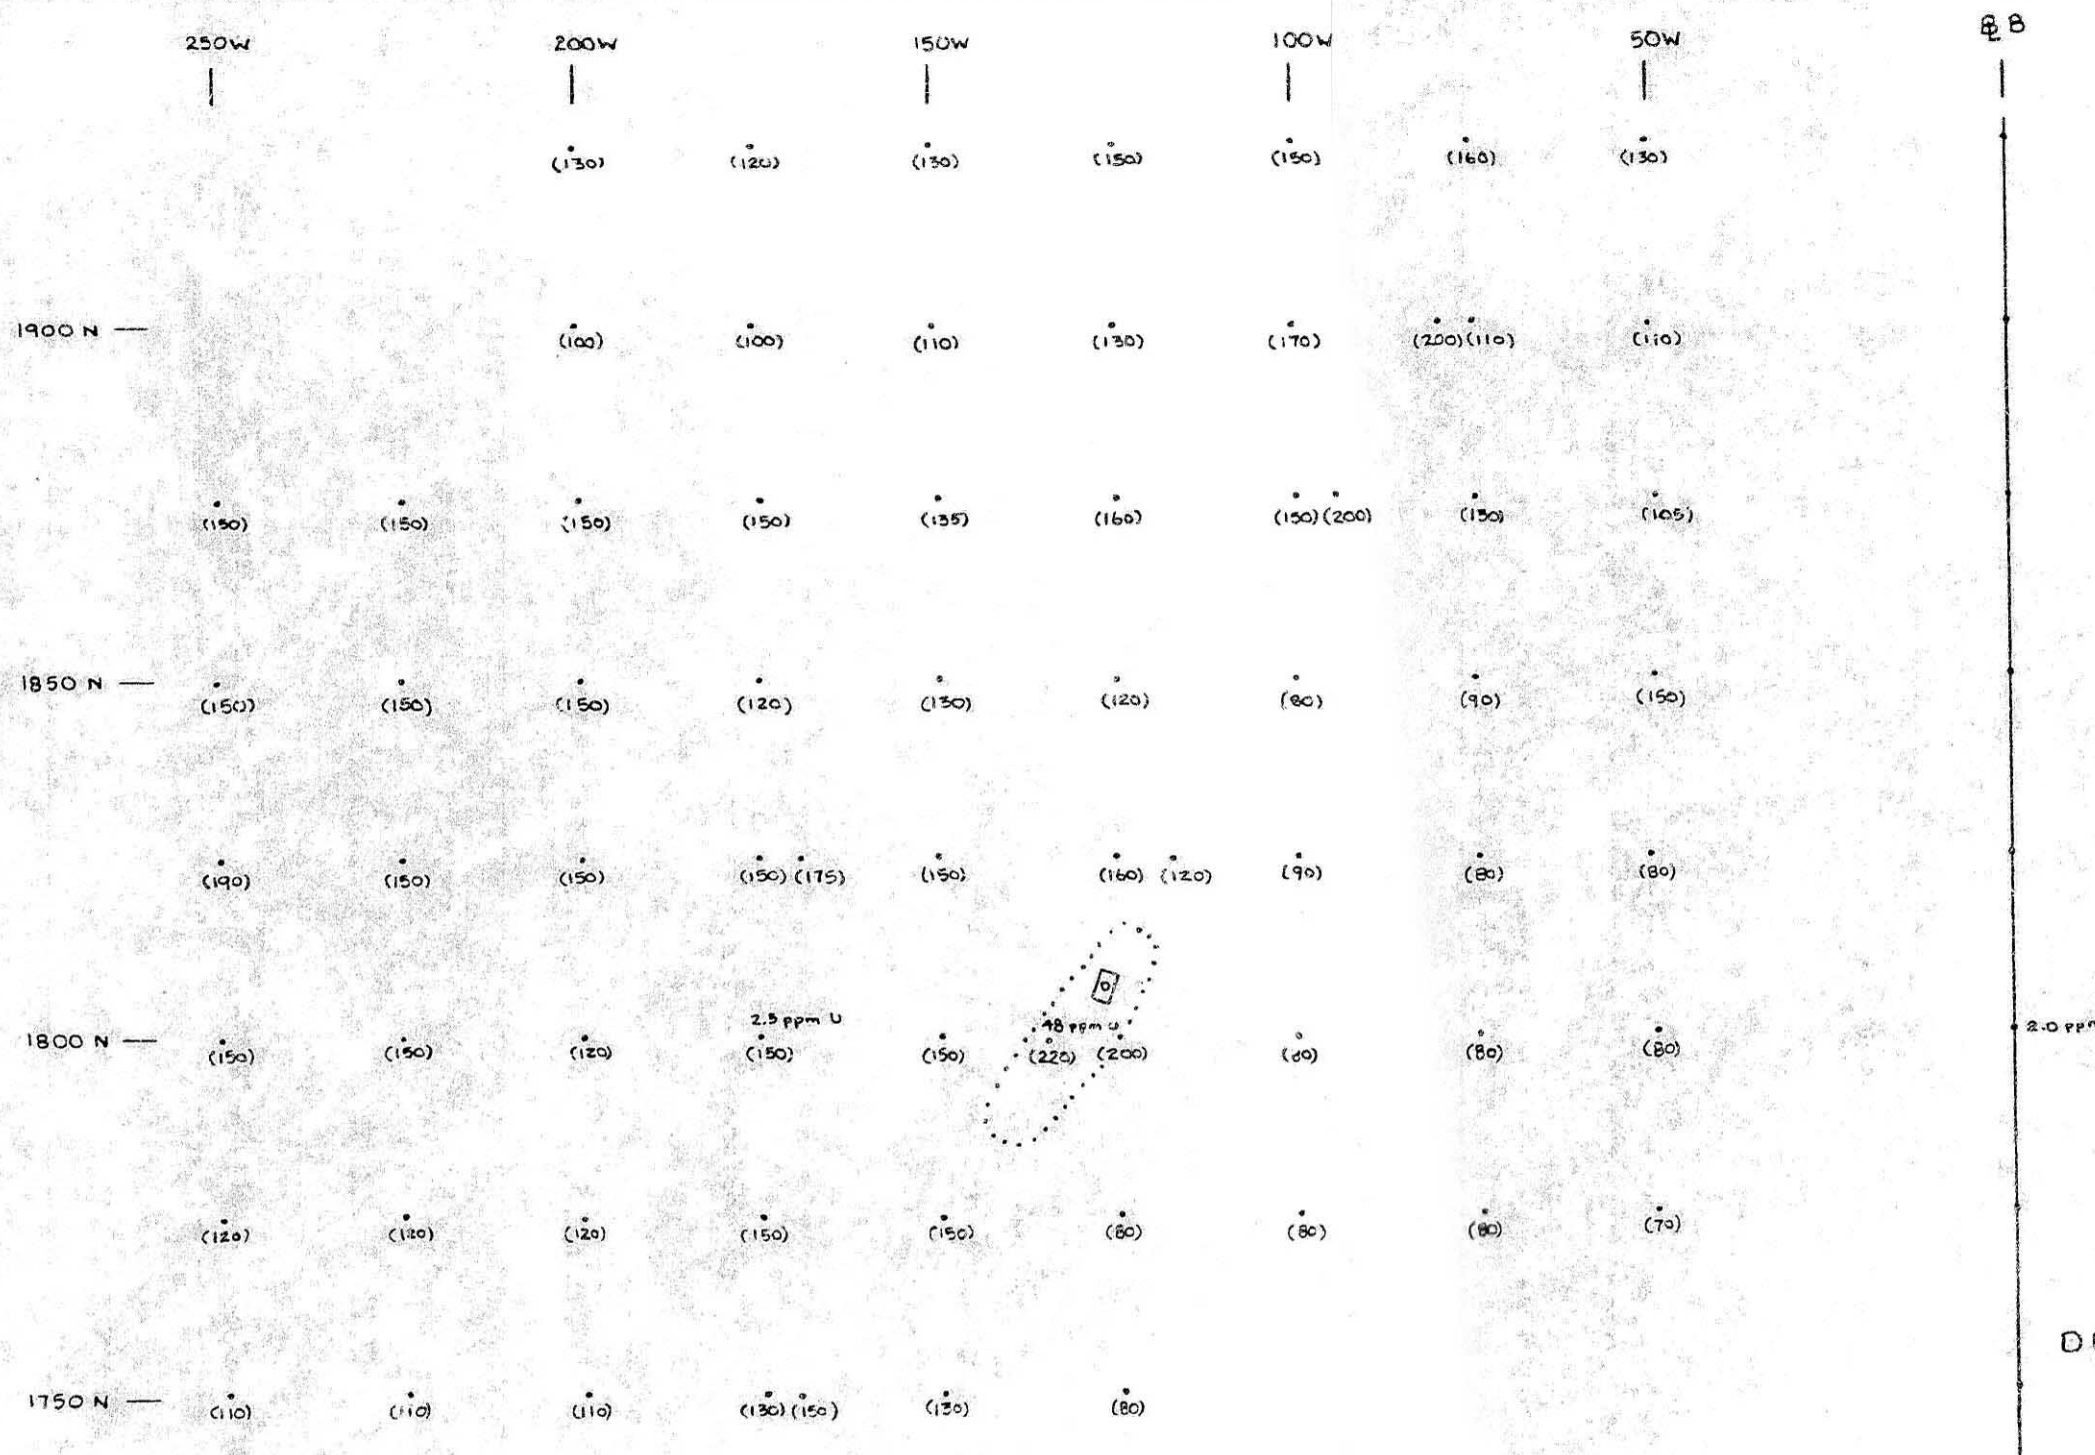 250W 200W 150W 100W 50W B
(130) (120) (130) (150) (150) (160) (130)
1900 N — (100) (100) (110) (130) (170) (200) (110) (110)
(150) (150) (150) (150) (135) (160) (150) (200) (130) (105)
1850 N — (150) (150) (150) (120) (130) (120) (80) (90) (150)
(190) (150) (150) (150) (175) (150) (160) (120) (90) (80) (80)
2.5 ppm U 48 ppm U 2.0 ppm
1800 N — (150) (150) (120) (150) (150) (220) (200) (80) (80) (80)
(120) (120) (120) (150) (150) (80) (80) (80) (70)
D
1750 N — (110) (110) (110) (130) (150) (130) (80)